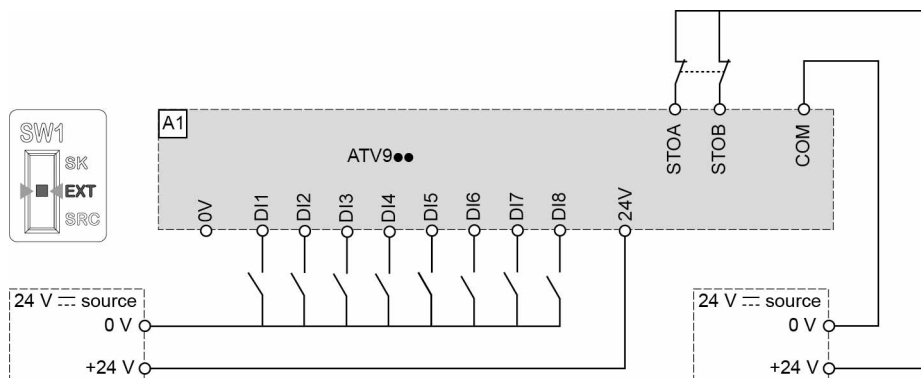 SW1
SK
EXT
SRC
A1
ATV9●●
STOA
STOB
COM
0V
DI1
DI2
DI3
DI4
DI5
DI6
DI7
DI8
24V
24 V ⎓ source
0 V
+24 V
24 V ⎓ source
0 V
+24 V